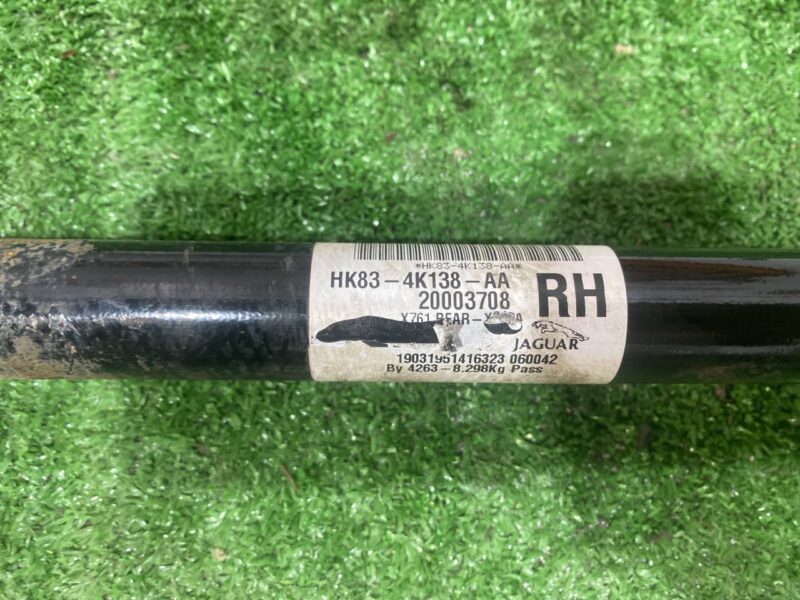 *HK83-4K138-AA*
HK83-4K138-AA
20003708
RH
X761 REAR-
JAGUAR
19031951416323 060042
By 4263-8.298Kg Pass